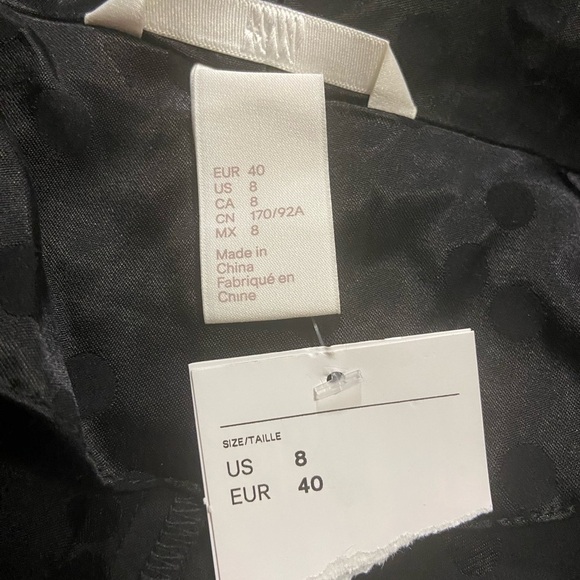 EUR 40
US 8
CA 8
CN 170/92A
MX 8
Made in
China
Fabriqué en
Chine
SIZE/TAILLE
US 8
EUR 40